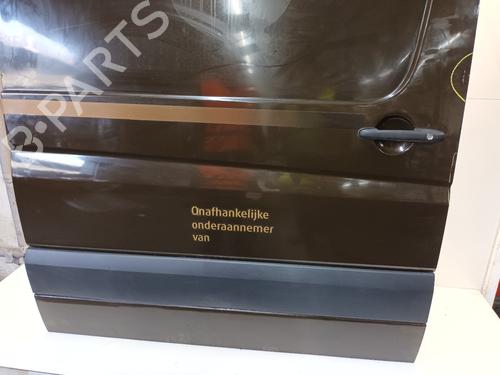 B-PARTS
Onafhankelijke
onderaannemer
van